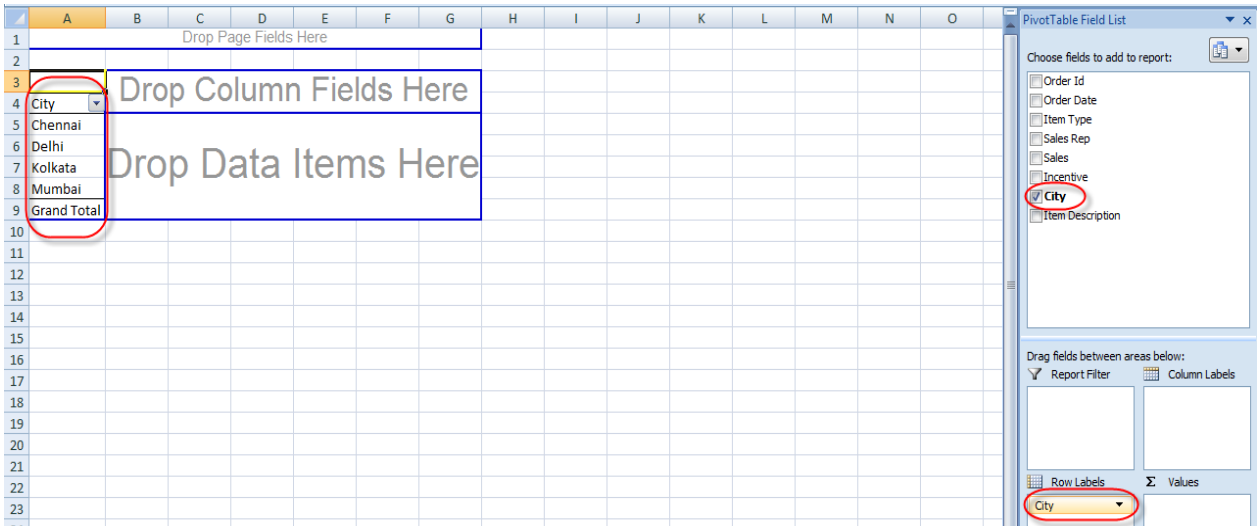 A B C D E F G H I J K L M N O
1 Drop Page Fields Here
2
3 Drop Column Fields Here
4 City
5 Chennai
6 Delhi
Drop Data Items Here
7 Kolkata
8 Mumbai
9 Grand Total
10
11
12
13
14
15
16
17
18
19
20
21
22
23
PivotTable Field List
Choose fields to add to report:
Order Id
Order Date
Item Type
Sales Rep
Sales
Incentive
City
Item Description
Drag fields between areas below:
Report Filter Column Labels
Row Labels Σ Values
City